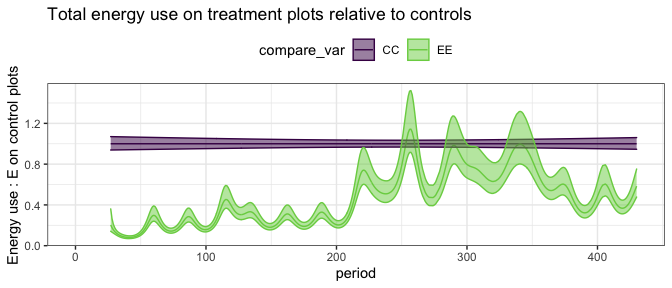 Total energy use on treatment plots relative to controls
compare_var CC EE
Energy use : E on control plots
1.2
0.8
0.4
0.0
0 100 200 300 400
period